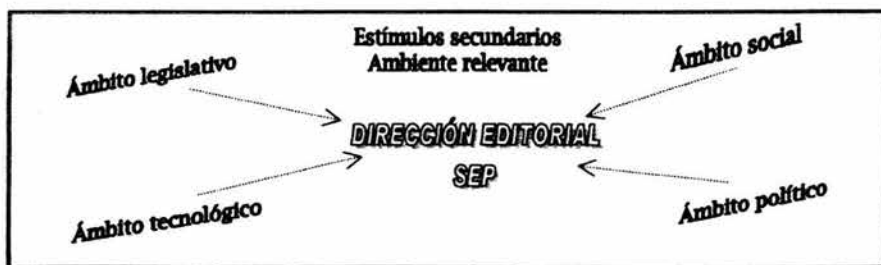 Estímulos secundarios
Ambiente relevante
Ámbito legislativo
Ámbito social
DIRECCIÓN EDITORIAL
SEP
Ámbito tecnológico
Ámbito político